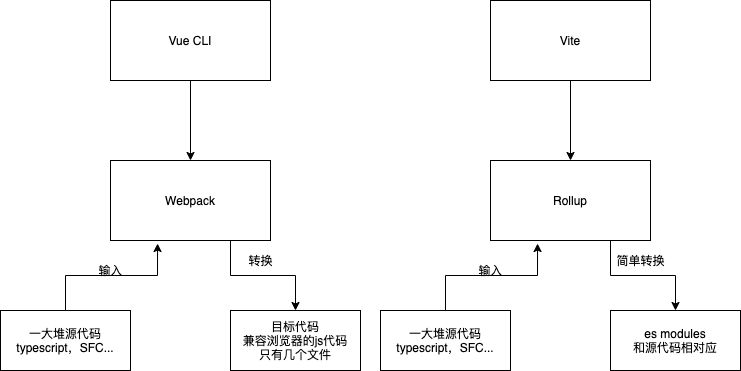 Vue CLI
Vite
Webpack
Rollup
输入
转换
输入
简单转换
一大堆源代码
typescript，SFC...
目标代码
兼容浏览器的js代码
只有几个文件
一大堆源代码
typescript，SFC...
es modules
和源代码相对应